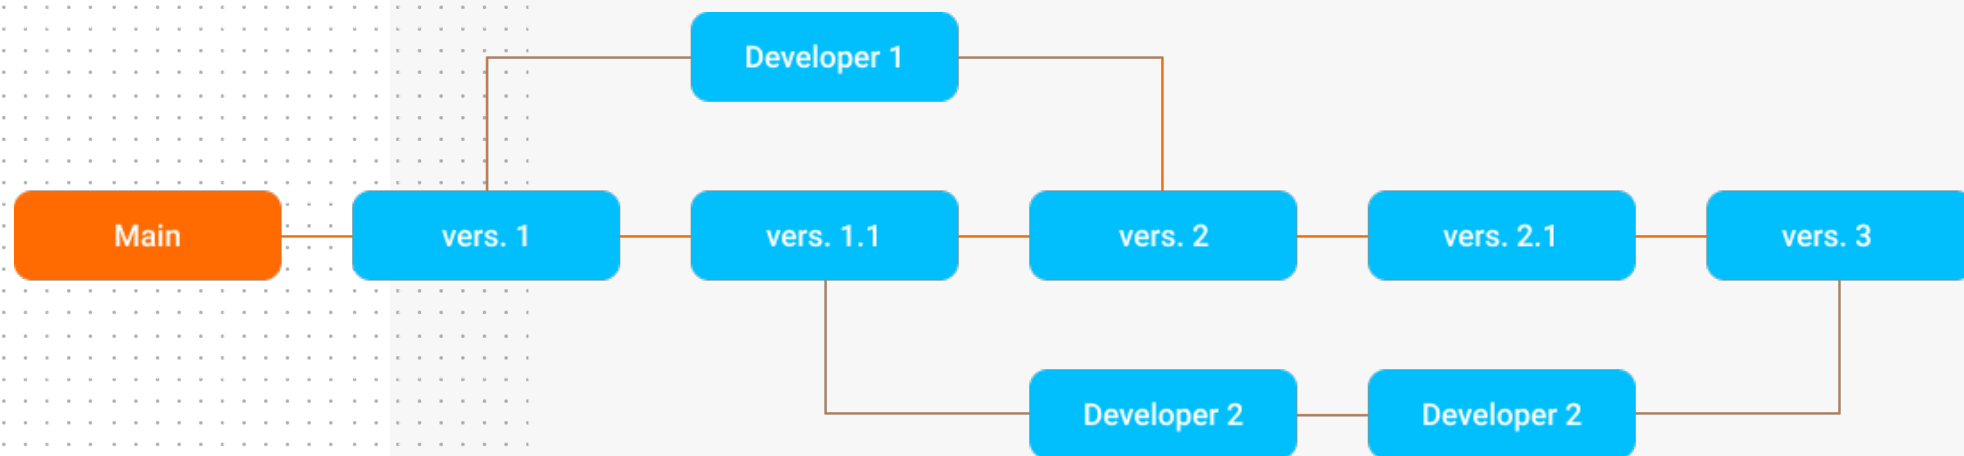 Developer 1
Main
vers. 1
vers. 1.1
vers. 2
vers. 2.1
vers. 3
Developer 2
Developer 2